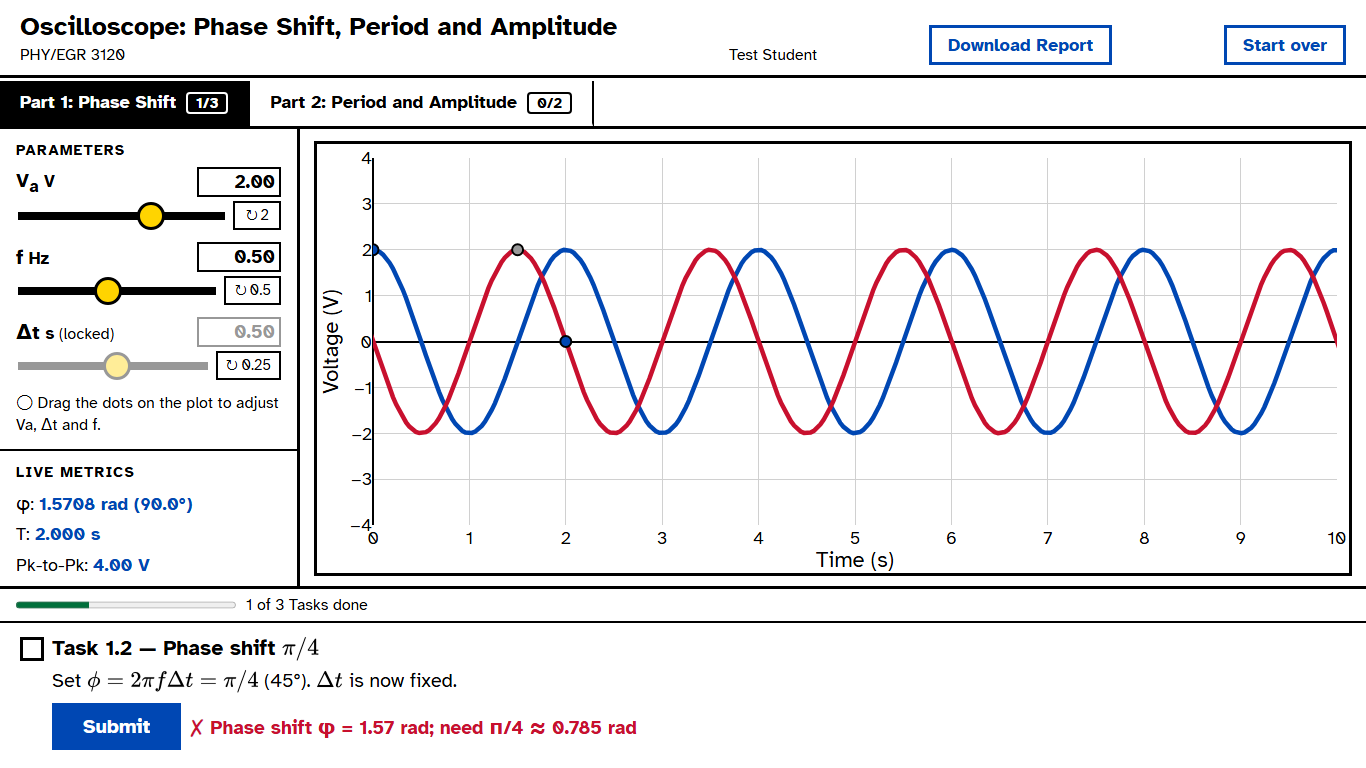 Oscilloscope: Phase Shift, Period and Amplitude
PHY/EGR 3120
Test Student
Download Report
Start over
Part 1: Phase Shift 1/3
Part 2: Period and Amplitude 0/2
PARAMETERS
Va V 2.00
↻ 2
f Hz 0.50
↻ 0.5
Δt s (locked) 0.50
↻ 0.25
Drag the dots on the plot to adjust
Va, Δt and f.
LIVE METRICS
φ: 1.5708 rad (90.0°)
T: 2.000 s
Pk-to-Pk: 4.00 V
Voltage (V)
4
3
2
1
0
−1
−2
−3
−4
0 1 2 3 4 5 6 7 8 9 10
Time (s)
1 of 3 Tasks done
Task 1.2 — Phase shift π/4
Set ϕ = 2πfΔt = π/4 (45°). Δt is now fixed.
Submit
✗ Phase shift φ = 1.57 rad; need π/4 ≈ 0.785 rad